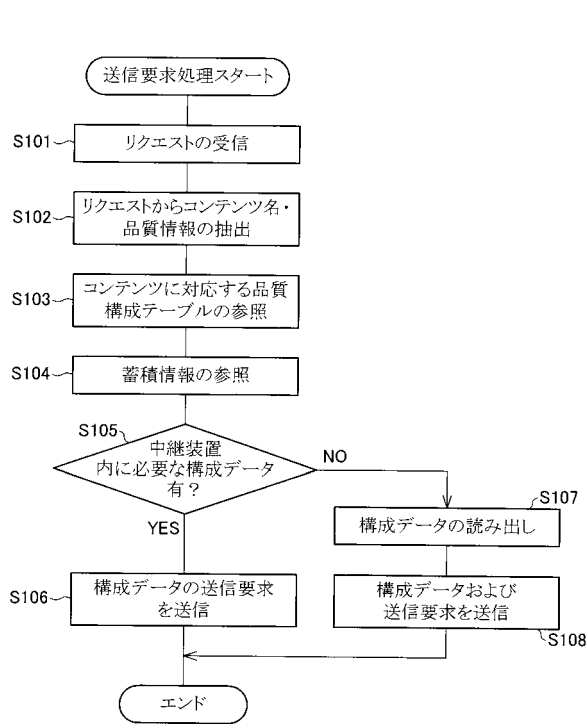 送信要求処理スタート
S101
リクエストの受信
S102
リクエストからコンテンツ名・
品質情報の抽出
S103
コンテンツに対応する品質
構成テーブルの参照
S104
蓄積情報の参照
S105
中継装置
内に必要な構成データ
有？
NO
YES
S107
構成データの読み出し
S106
構成データの送信要求
を送信
構成データおよび
送信要求を送信
S108
エンド